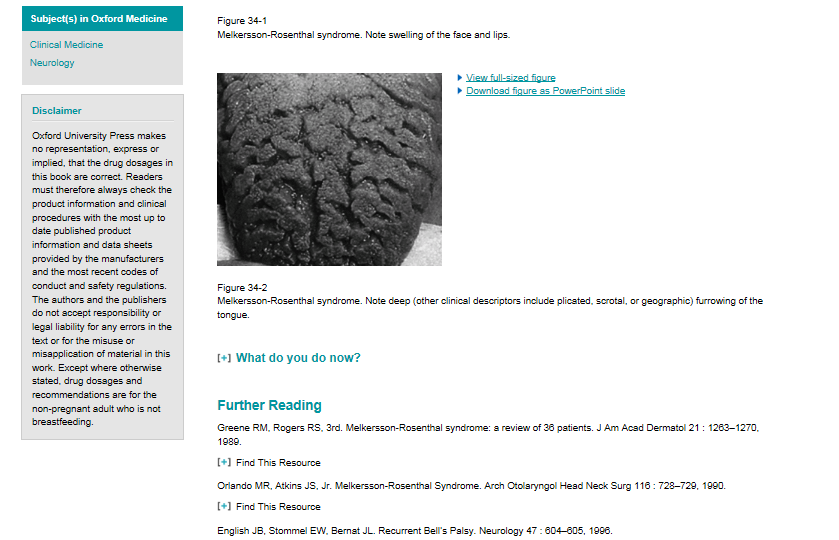 Subject(s) in Oxford Medicine
Clinical Medicine
Neurology
Disclaimer
Oxford University Press makes
no representation, express or
implied, that the drug dosages in
this book are correct. Readers
must therefore always check the
product information and clinical
procedures with the most up to
date published product
information and data sheets
provided by the manufacturers
and the most recent codes of
conduct and safety regulations.
The authors and the publishers
do not accept responsibility or
legal liability for any errors in the
text or for the misuse or
misapplication of material in this
work. Except where otherwise
stated, drug dosages and
recommendations are for the
non-pregnant adult who is not
breastfeeding.
Figure 34-1
Melkersson-Rosenthal syndrome. Note swelling of the face and lips.
View full-sized figure
Download figure as PowerPoint slide
Figure 34-2
Melkersson-Rosenthal syndrome. Note deep (other clinical descriptors include plicated, scrotal, or geographic) furrowing of the
tongue.
[+] What do you do now?
Further Reading
Greene RM, Rogers RS, 3rd. Melkersson-Rosenthal syndrome: a review of 36 patients. J Am Acad Dermatol 21 : 1263–1270,
1989.
[+] Find This Resource
Orlando MR, Atkins JS, Jr. Melkersson-Rosenthal Syndrome. Arch Otolaryngol Head Neck Surg 116 : 728–729, 1990.
[+] Find This Resource
English JB, Stommel EW, Bernat JL. Recurrent Bell's Palsy. Neurology 47 : 604–605, 1996.